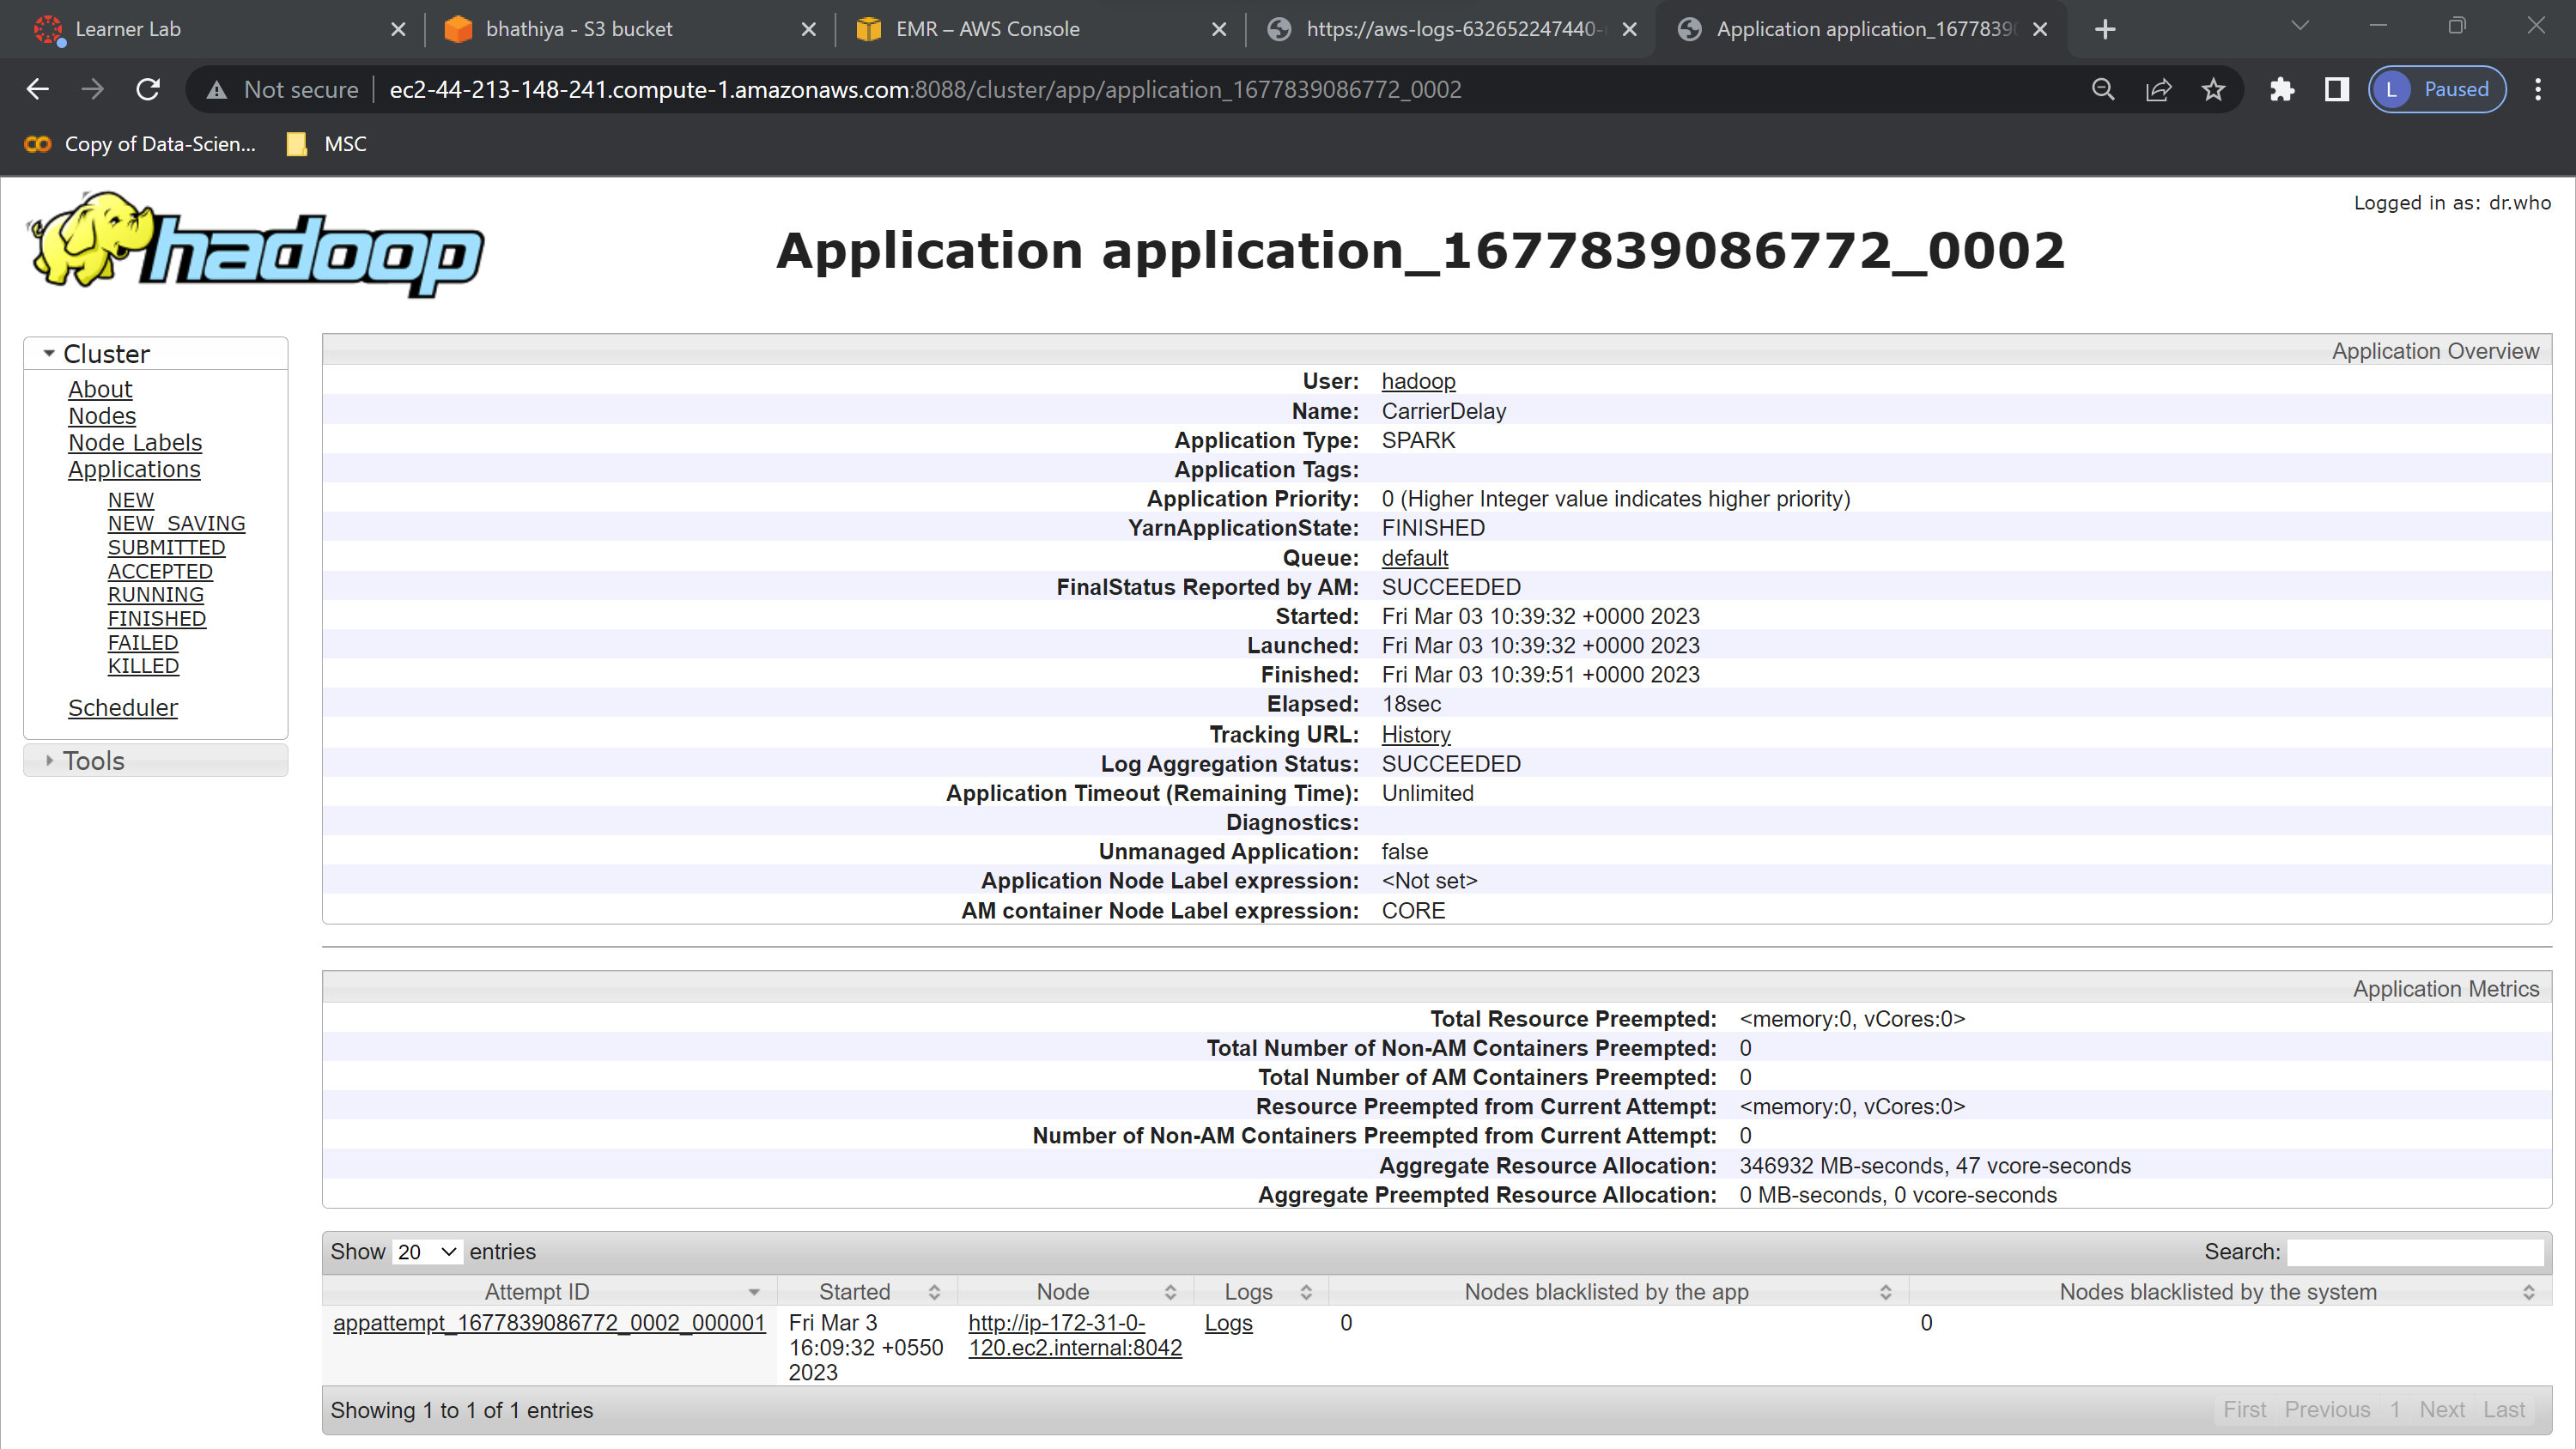 Learner Lab
bhathiya - S3 bucket
EMR – AWS Console
https://aws-logs-632652247440-
Application application_1677839
Not secure
ec2-44-213-148-241.compute-1.amazonaws.com:8088/cluster/app/application_1677839086772_0002
L Paused
Copy of Data-Scien...
MSC
hadoop
Application application_1677839086772_0002
Logged in as: dr.who
Cluster
About
Nodes
Node Labels
Applications
NEW
NEW_SAVING
SUBMITTED
ACCEPTED
RUNNING
FINISHED
FAILED
KILLED
Scheduler
Tools
Application Overview
User: hadoop
Name: CarrierDelay
Application Type: SPARK
Application Tags:
Application Priority: 0 (Higher Integer value indicates higher priority)
YarnApplicationState: FINISHED
Queue: default
FinalStatus Reported by AM: SUCCEEDED
Started: Fri Mar 03 10:39:32 +0000 2023
Launched: Fri Mar 03 10:39:32 +0000 2023
Finished: Fri Mar 03 10:39:51 +0000 2023
Elapsed: 18sec
Tracking URL: History
Log Aggregation Status: SUCCEEDED
Application Timeout (Remaining Time): Unlimited
Diagnostics:
Unmanaged Application: false
Application Node Label expression: <Not set>
AM container Node Label expression: CORE
Application Metrics
Total Resource Preempted: <memory:0, vCores:0>
Total Number of Non-AM Containers Preempted: 0
Total Number of AM Containers Preempted: 0
Resource Preempted from Current Attempt: <memory:0, vCores:0>
Number of Non-AM Containers Preempted from Current Attempt: 0
Aggregate Resource Allocation: 346932 MB-seconds, 47 vcore-seconds
Aggregate Preempted Resource Allocation: 0 MB-seconds, 0 vcore-seconds
Show 20 entries
Search:
Attempt ID Started Node Logs Nodes blacklisted by the app Nodes blacklisted by the system
appattempt_1677839086772_0002_000001 Fri Mar 3 http://ip-172-31-0- Logs 0 0
16:09:32 +0550 120.ec2.internal:8042
2023
Showing 1 to 1 of 1 entries
First Previous 1 Next Last